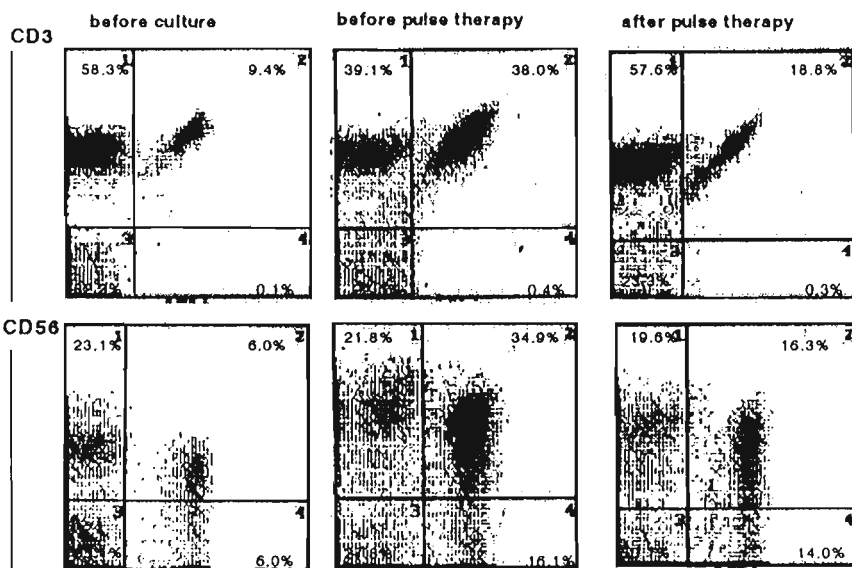 before culture before pulse therapy after pulse therapy
CD3
1 2 1 2 1 2
58.3% 9.4% 39.1% 38.0% 57.6% 18.8%
3 4 3 4 3 4
0.1% 0.4% 0.3%
CD56
1 2 1 2 1 2
23.1% 6.0% 21.8% 34.9% 19.6% 16.3%
3 4 3 4 3 4
6.0% 16.1% 14.0%